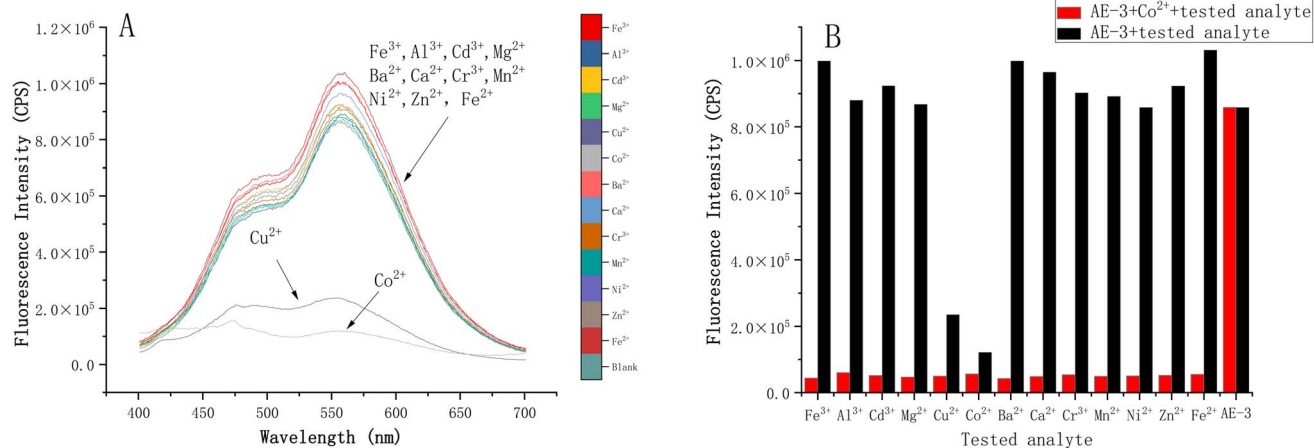 A
Fluorescence Intensity (CPS)
1.2×10⁶
1.0×10⁶
8.0×10⁵
6.0×10⁵
4.0×10⁵
2.0×10⁵
0.0
400
450
500
550
600
650
700
Wavelength (nm)
Fe³⁺, Al³⁺, Cd³⁺, Mg²⁺
Ba²⁺, Ca²⁺, Cr³⁺, Mn²⁺
Ni²⁺, Zn²⁺, Fe²⁺
Cu²⁺
Co²⁺
Fe³⁺
Al³⁺
Cd³⁺
Mg²⁺
Cu²⁺
Co²⁺
Ba²⁺
Ca²⁺
Cr³⁺
Mn²⁺
Ni²⁺
Zn²⁺
Fe²⁺
Blank
B
AE-3+Co²⁺+tested analyte
AE-3+tested analyte
Fluorescence Intensity (CPS)
1.0×10⁶
8.0×10⁵
6.0×10⁵
4.0×10⁵
2.0×10⁵
0.0
Fe³⁺ Al³⁺ Cd³⁺ Mg²⁺ Cu²⁺ Co²⁺ Ba²⁺ Ca²⁺ Cr³⁺ Mn²⁺ Ni²⁺ Zn²⁺ Fe²⁺ AE-3
Tested analyte